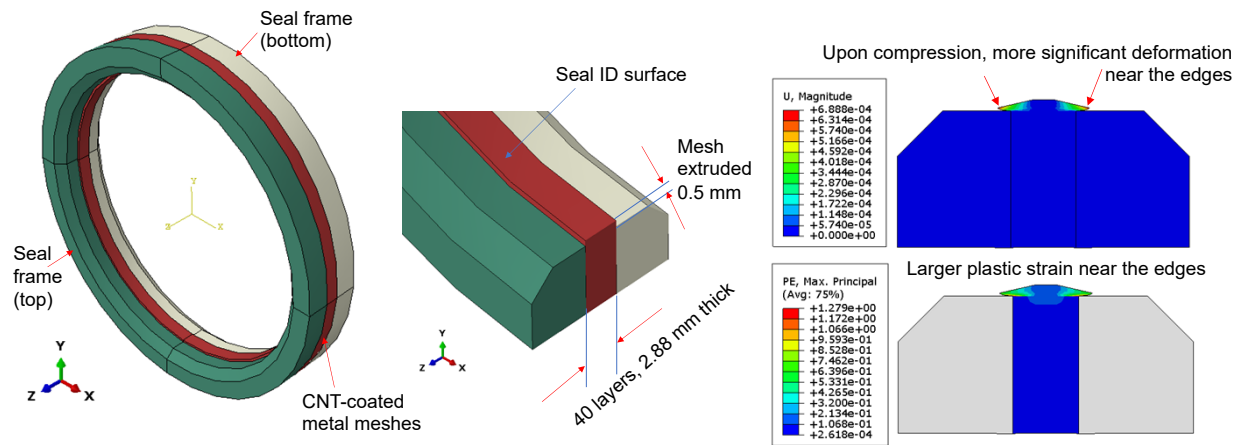 Seal frame
(bottom)
Y
Z
X
Seal
frame
(top)
Y
Z
X
CNT-coated
metal meshes
Seal ID surface
Mesh
extruded
0.5 mm
40 layers, 2.88 mm thick
Y
Z
X
Upon compression, more significant deformation
near the edges
U, Magnitude
+6.888e-04
+6.314e-04
+5.740e-04
+5.166e-04
+4.592e-04
+4.018e-04
+3.444e-04
+2.870e-04
+2.296e-04
+1.722e-04
+1.148e-04
+5.740e-05
+0.000e+00
Larger plastic strain near the edges
PE, Max. Principal
(Avg: 75%)
+1.279e+00
+1.172e+00
+1.066e+00
+9.593e-01
+8.528e-01
+7.462e-01
+6.396e-01
+5.331e-01
+4.265e-01
+3.200e-01
+2.134e-01
+1.068e-01
+2.618e-04